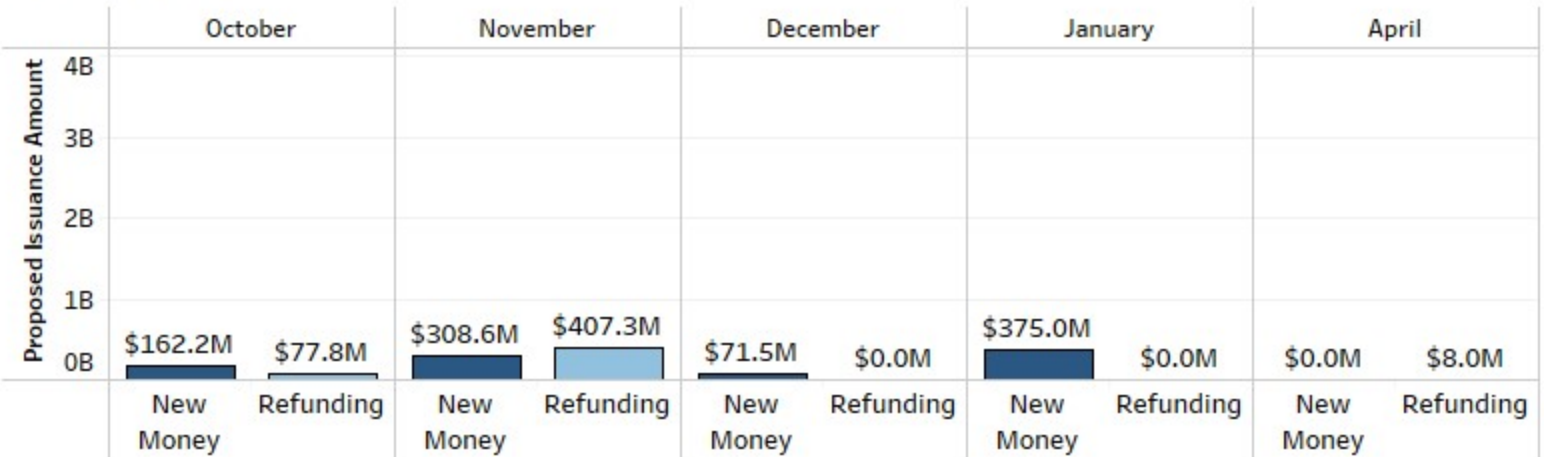 October November December January April
Proposed Issuance Amount
4B
3B
2B
1B
0B
$162.2M $77.8M $308.6M $407.3M $71.5M $0.0M $375.0M $0.0M $0.0M $8.0M
New Refunding New Refunding New Refunding New Refunding New Refunding
Money Money Money Money Money